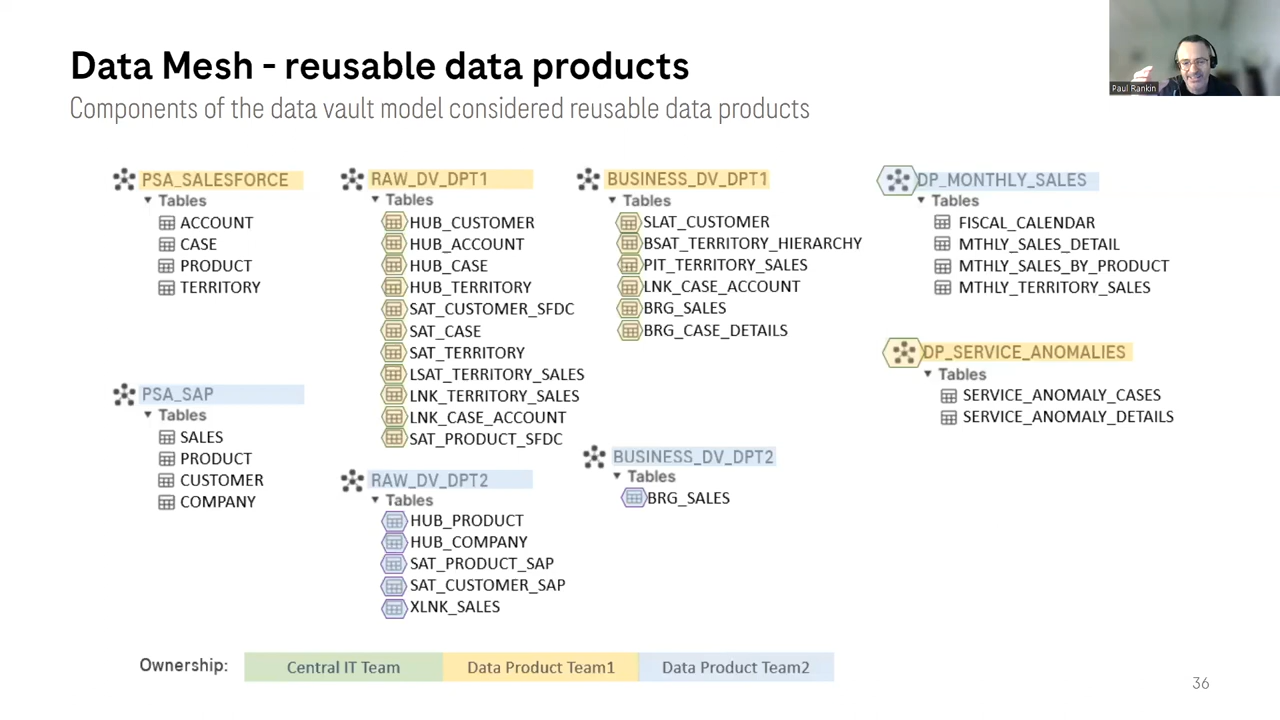 Data Mesh - reusable data products
Components of the data vault model considered reusable data products
Paul Rankin
PSA_SALESFORCE
Tables
ACCOUNT
CASE
PRODUCT
TERRITORY
PSA_SAP
Tables
SALES
PRODUCT
CUSTOMER
COMPANY
RAW_DV_DPT1
Tables
HUB_CUSTOMER
HUB_ACCOUNT
HUB_CASE
HUB_TERRITORY
SAT_CUSTOMER_SFDC
SAT_CASE
SAT_TERRITORY
LSAT_TERRITORY_SALES
LNK_TERRITORY_SALES
LNK_CASE_ACCOUNT
SAT_PRODUCT_SFDC
RAW_DV_DPT2
Tables
HUB_PRODUCT
HUB_COMPANY
SAT_PRODUCT_SAP
SAT_CUSTOMER_SAP
XLNK_SALES
BUSINESS_DV_DPT1
Tables
SLAT_CUSTOMER
BSAT_TERRITORY_HIERARCHY
PIT_TERRITORY_SALES
LNK_CASE_ACCOUNT
BRG_SALES
BRG_CASE_DETAILS
BUSINESS_DV_DPT2
Tables
BRG_SALES
DP_MONTHLY_SALES
Tables
FISCAL_CALENDAR
MTHLY_SALES_DETAIL
MTHLY_SALES_BY_PRODUCT
MTHLY_TERRITORY_SALES
DP_SERVICE_ANOMALIES
Tables
SERVICE_ANOMALY_CASES
SERVICE_ANOMALY_DETAILS
Ownership: Central IT Team Data Product Team1 Data Product Team2
36